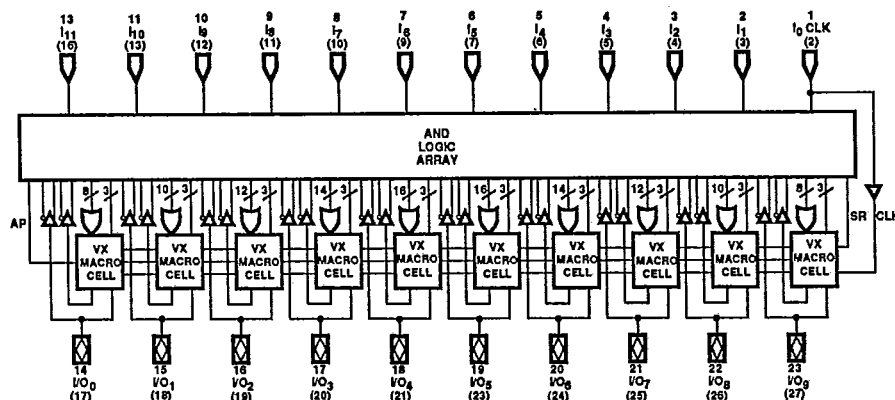 13 11 10 9 8 7 6 5 4 3 2 1
I11 I10 I9 I8 I7 I6 I5 I4 I3 I2 I1 I0 CLK
(16) (13) (12) (11) (10) (9) (7) (6) (5) (4) (3) (2)
AND
LOGIC
ARRAY
8 3 10 3 12 3 14 3 16 3 16 3 14 3 12 3 10 3 8 3
AP SR CLK
VX VX VX VX VX VX VX VX VX VX
MACRO MACRO MACRO MACRO MACRO MACRO MACRO MACRO MACRO MACRO
CELL CELL CELL CELL CELL CELL CELL CELL CELL CELL
14 15 16 17 18 19 20 21 22 23
I/O0 I/O1 I/O2 I/O3 I/O4 I/O5 I/O6 I/O7 I/O8 I/O9
(17) (18) (19) (20) (21) (23) (24) (25) (26) (27)